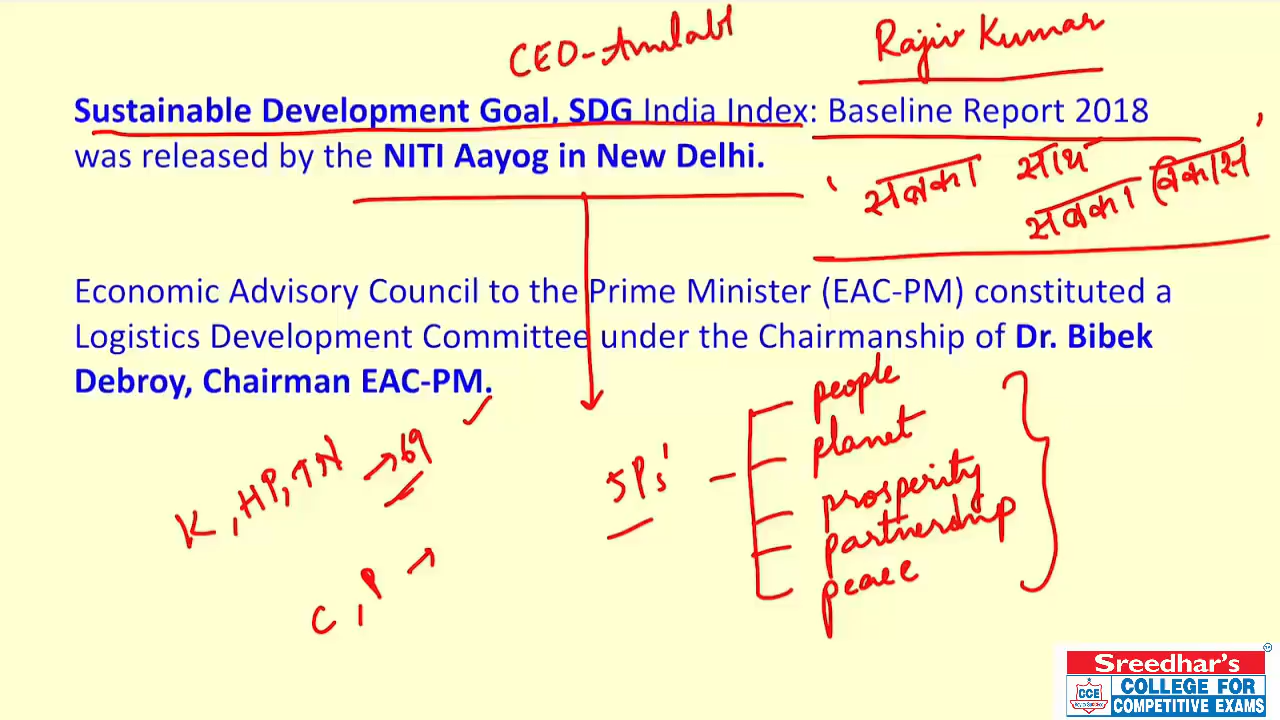 CEO-Amitabh
Rajiv Kumar
Sustainable Development Goal, SDG India Index: Baseline Report 2018
was released by the NITI Aayog in New Delhi.
' सबका साथ
सबका विकास '
Economic Advisory Council to the Prime Minister (EAC-PM) constituted a
Logistics Development Committee under the Chairmanship of Dr. Bibek
Debroy, Chairman EAC-PM.
K, HP, TN → 69
5Ps' -
people
planet
prosperity
partnership
peace
C, P →
Sreedhar's
CCE
COLLEGE FOR
COMPETITIVE EXAMS